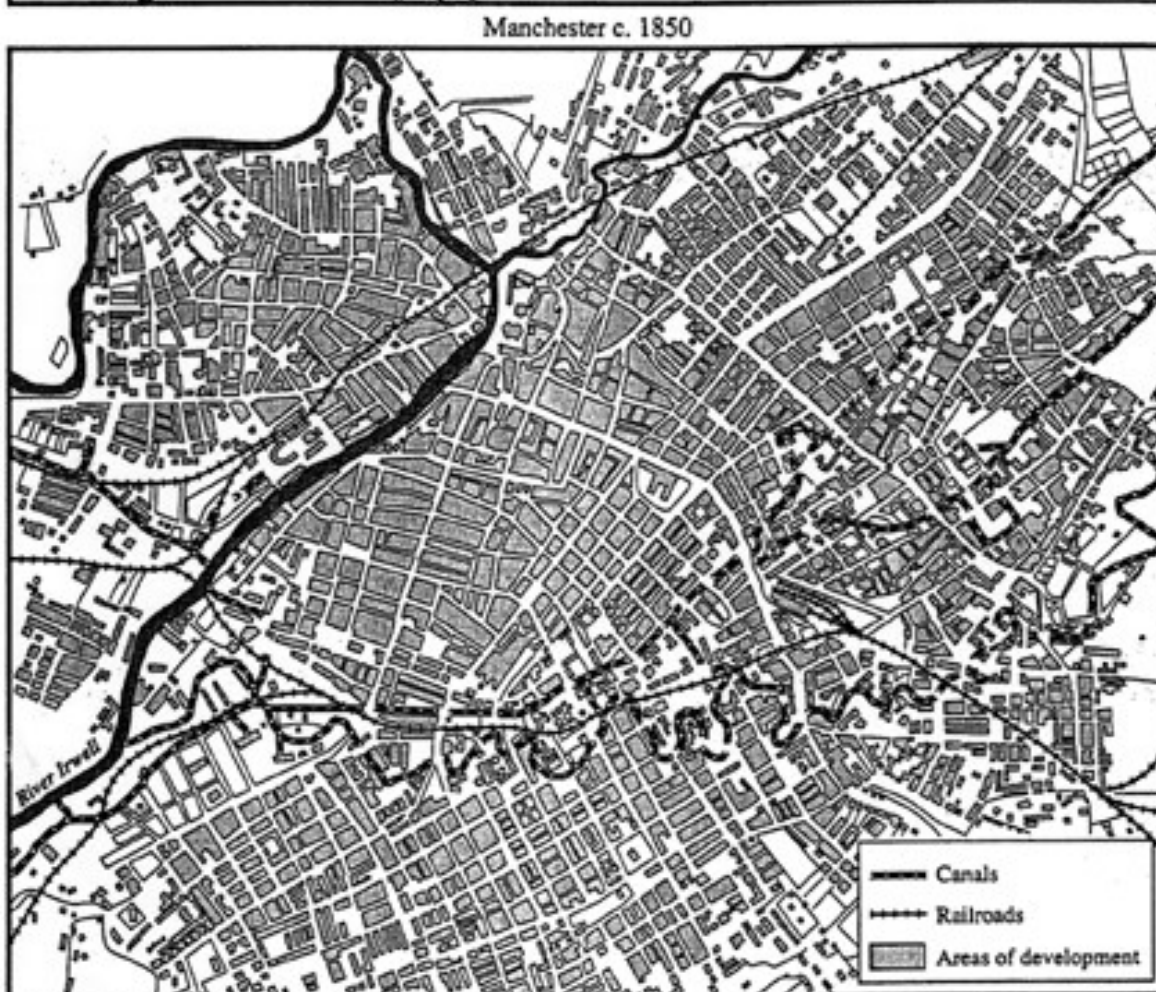 Manchester c. 1850
River Irwell
Canals
Railroads
Areas of development